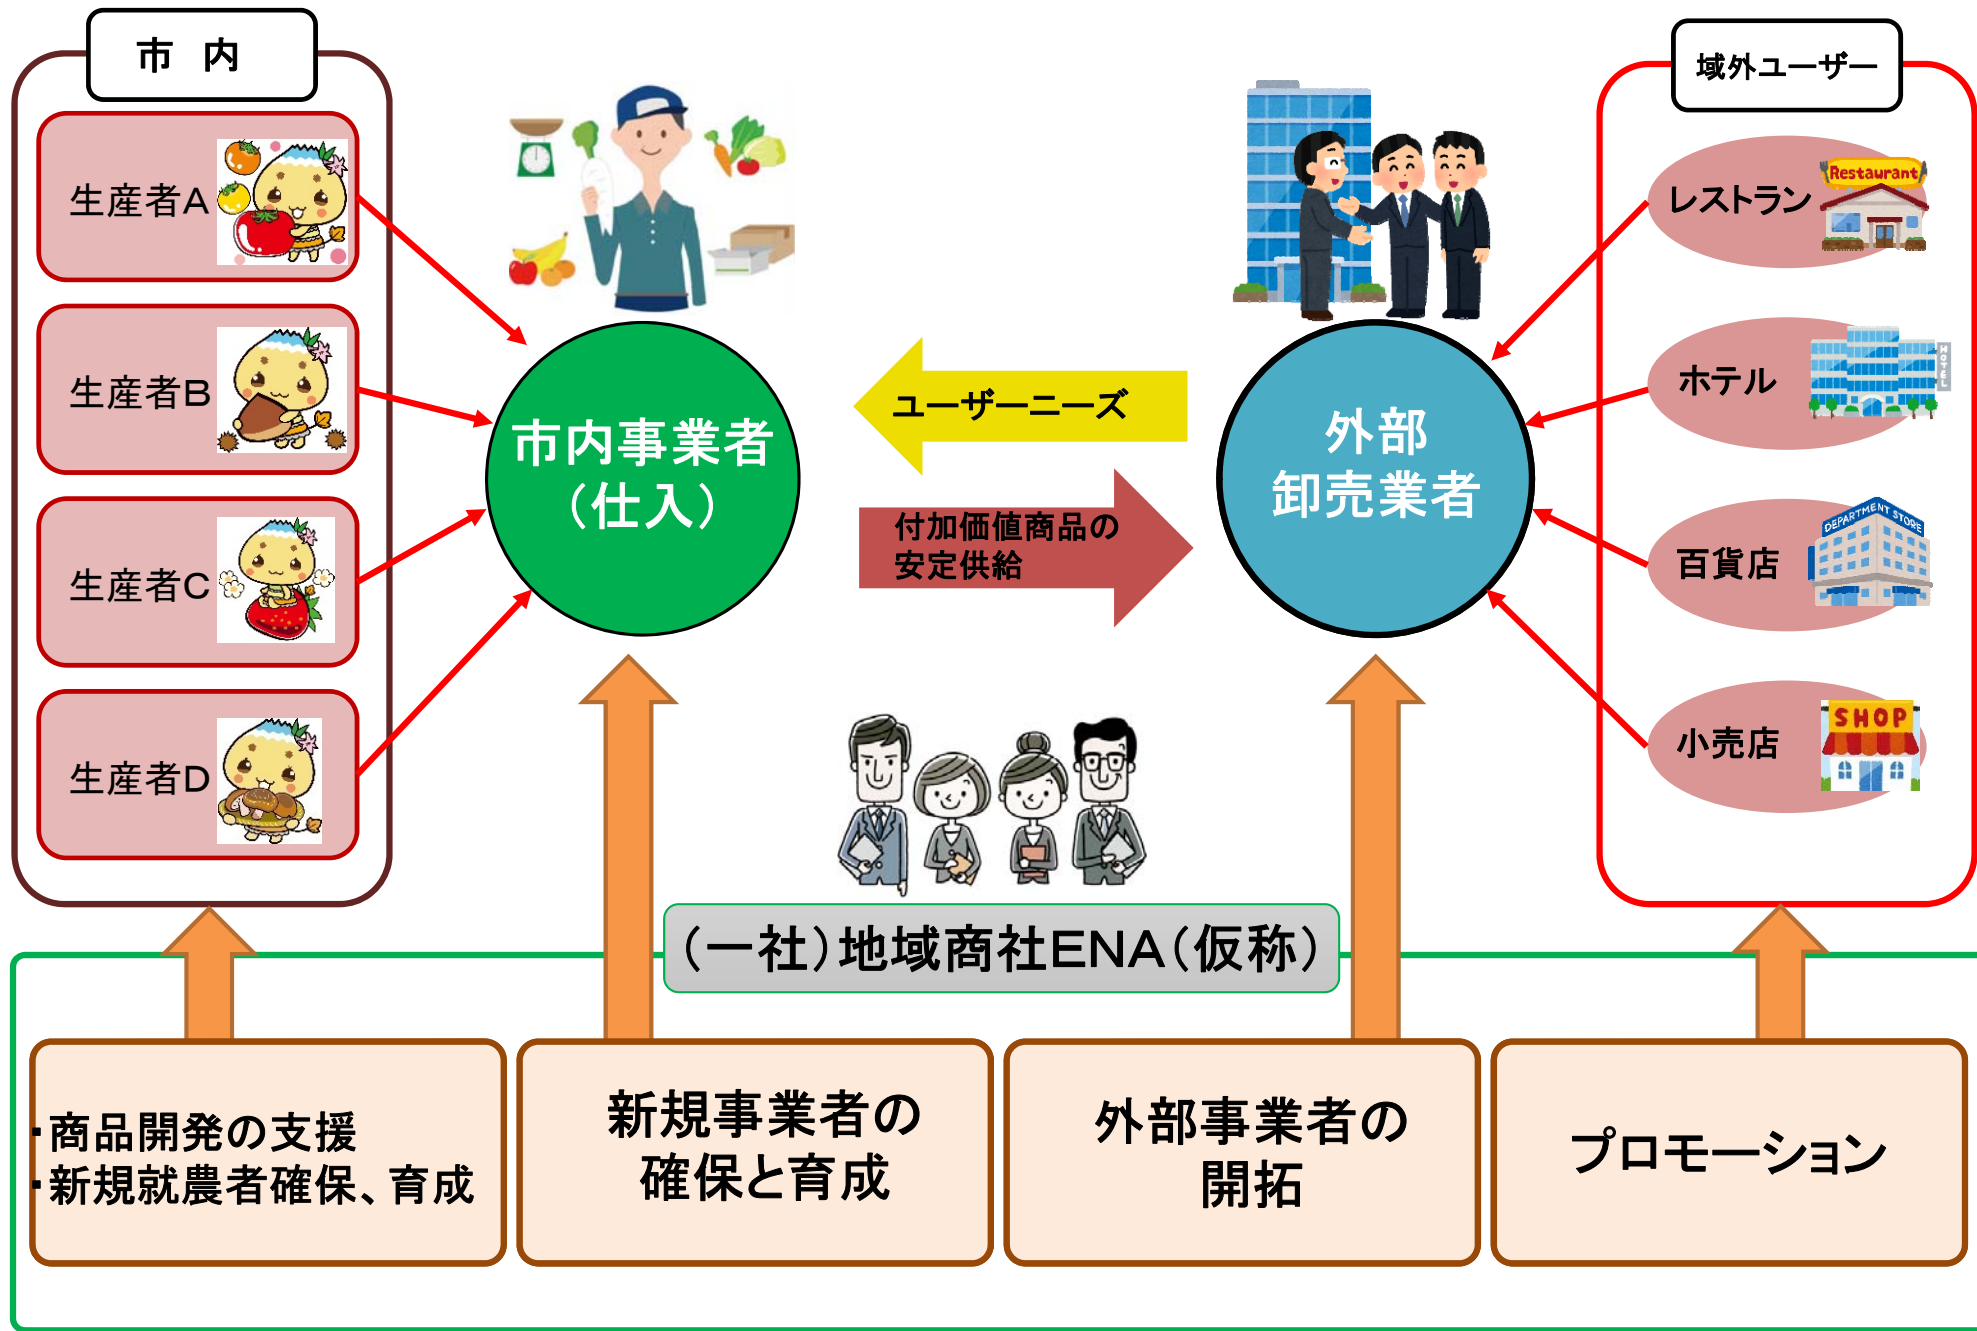 市 内
域外ユーザー
生産者A
生産者B
生産者C
生産者D
市内事業者
(仕入)
ユーザーニーズ
付加価値商品の
安定供給
外部
卸売業者
レストラン
Restaurant
ホテル
HOTEL
百貨店
DEPARTMENT STORE
小売店
SHOP
(一社)地域商社ENA(仮称)
・商品開発の支援
・新規就農者確保、育成
新規事業者の
確保と育成
外部事業者の
開拓
プロモーション